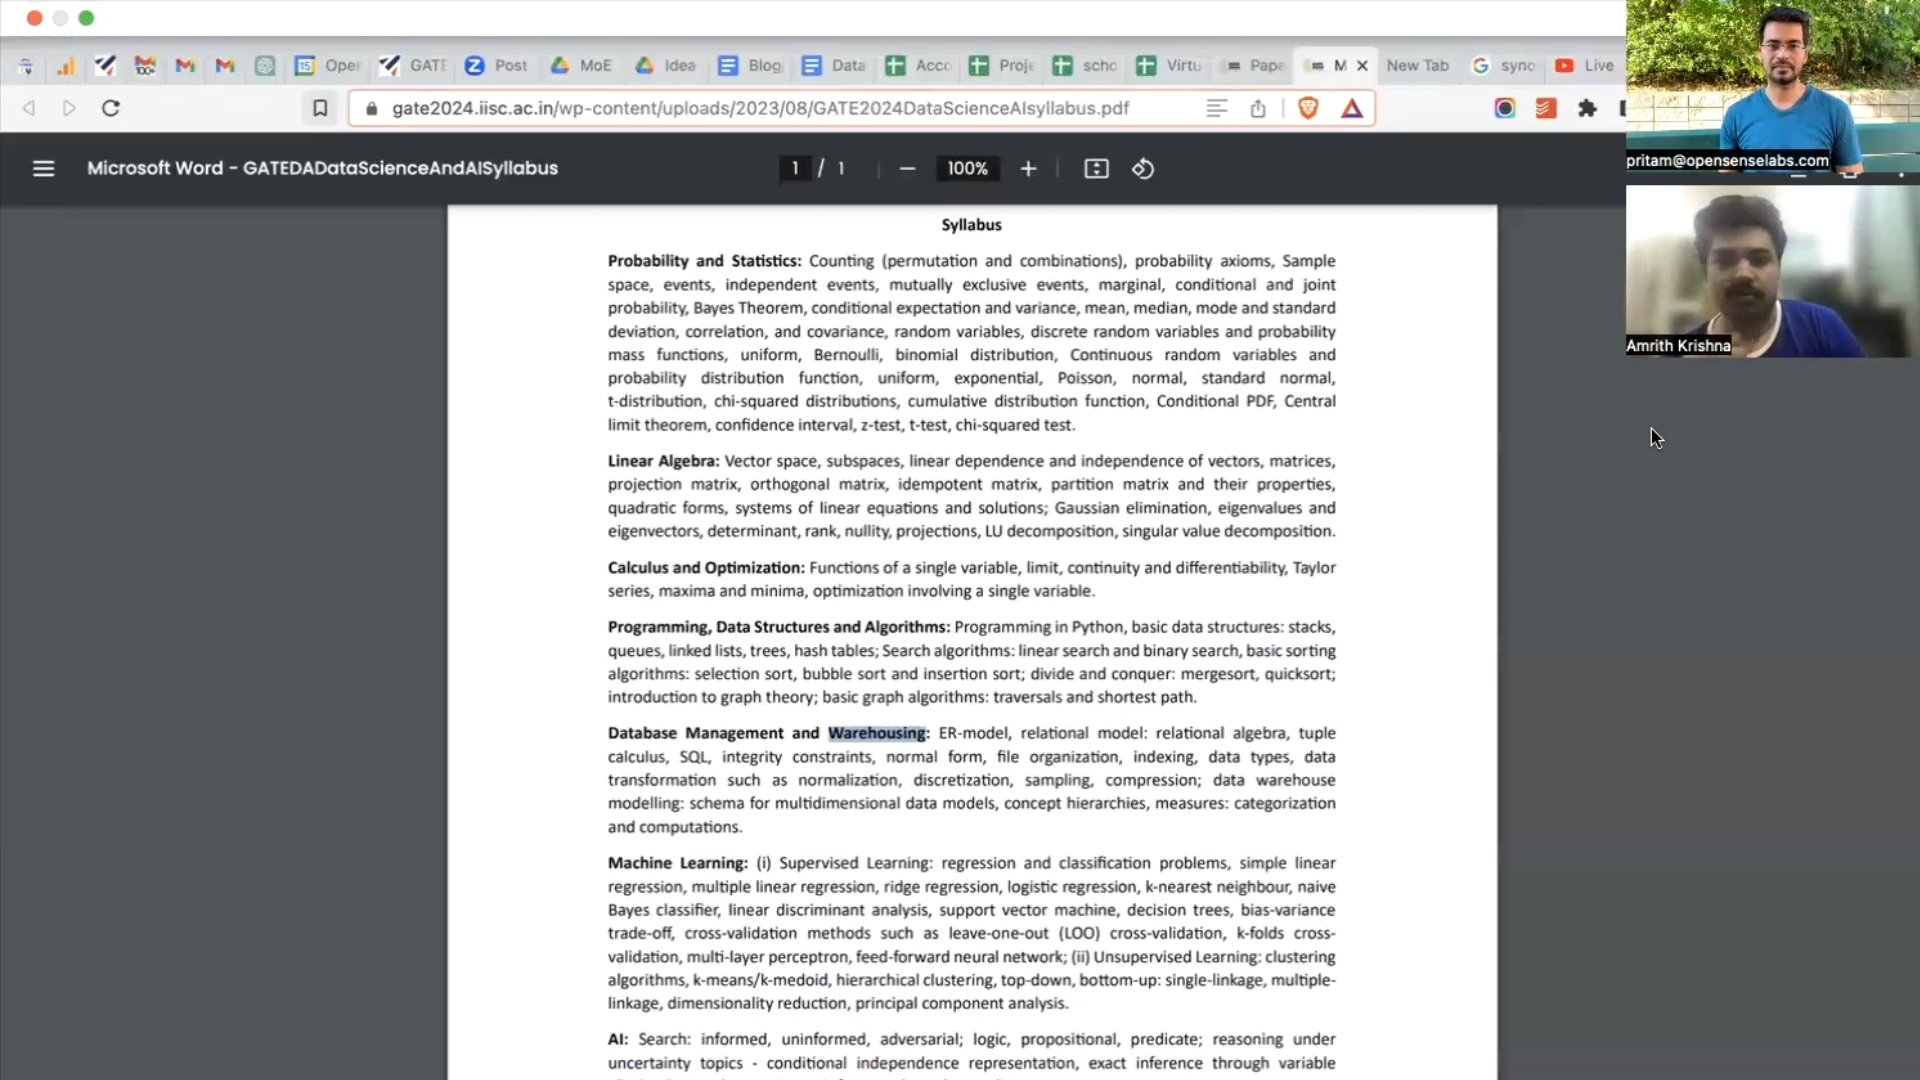 Oper
GATE
Post
MoE
Idea
Blog
Data
Acco
Proje
scho
Virtu
Pape
M
New Tab
sync
Live
gate2024.iisc.ac.in/wp-content/uploads/2023/08/GATE2024DataScienceAIsyllabus.pdf
pritam@opensenselabs.com
Microsoft Word - GATEDADataScienceAndAISyllabus
1 / 1
100%
Syllabus
Probability and Statistics: Counting (permutation and combinations), probability axioms, Sample
space, events, independent events, mutually exclusive events, marginal, conditional and joint
probability, Bayes Theorem, conditional expectation and variance, mean, median, mode and standard
deviation, correlation, and covariance, random variables, discrete random variables and probability
mass functions, uniform, Bernoulli, binomial distribution, Continuous random variables and
probability distribution function, uniform, exponential, Poisson, normal, standard normal,
t-distribution, chi-squared distributions, cumulative distribution function, Conditional PDF, Central
limit theorem, confidence interval, z-test, t-test, chi-squared test.
Amrith Krishna
Linear Algebra: Vector space, subspaces, linear dependence and independence of vectors, matrices,
projection matrix, orthogonal matrix, idempotent matrix, partition matrix and their properties,
quadratic forms, systems of linear equations and solutions; Gaussian elimination, eigenvalues and
eigenvectors, determinant, rank, nullity, projections, LU decomposition, singular value decomposition.
Calculus and Optimization: Functions of a single variable, limit, continuity and differentiability, Taylor
series, maxima and minima, optimization involving a single variable.
Programming, Data Structures and Algorithms: Programming in Python, basic data structures: stacks,
queues, linked lists, trees, hash tables; Search algorithms: linear search and binary search, basic sorting
algorithms: selection sort, bubble sort and insertion sort; divide and conquer: mergesort, quicksort;
introduction to graph theory; basic graph algorithms: traversals and shortest path.
Database Management and Warehousing: ER-model, relational model: relational algebra, tuple
calculus, SQL, integrity constraints, normal form, file organization, indexing, data types, data
transformation such as normalization, discretization, sampling, compression; data warehouse
modelling: schema for multidimensional data models, concept hierarchies, measures: categorization
and computations.
Machine Learning: (i) Supervised Learning: regression and classification problems, simple linear
regression, multiple linear regression, ridge regression, logistic regression, k-nearest neighbour, naive
Bayes classifier, linear discriminant analysis, support vector machine, decision trees, bias-variance
trade-off, cross-validation methods such as leave-one-out (LOO) cross-validation, k-folds cross-
validation, multi-layer perceptron, feed-forward neural network; (ii) Unsupervised Learning: clustering
algorithms, k-means/k-medoid, hierarchical clustering, top-down, bottom-up: single-linkage, multiple-
linkage, dimensionality reduction, principal component analysis.
AI: Search: informed, uninformed, adversarial; logic, propositional, predicate; reasoning under
uncertainty topics - conditional independence representation, exact inference through variable